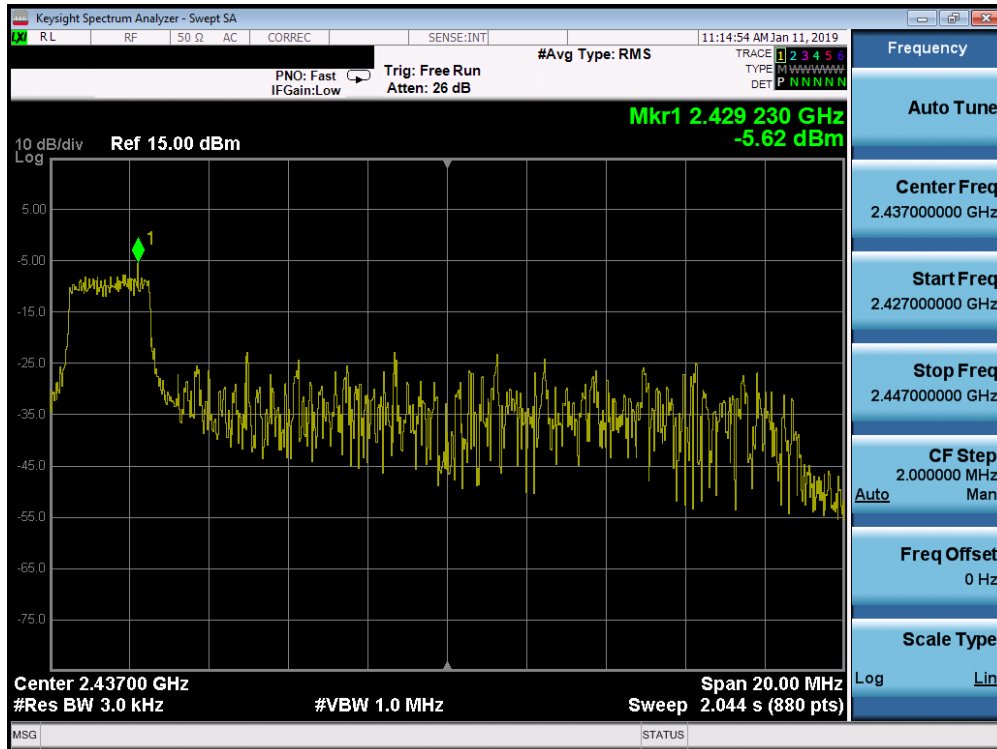 Keysight Spectrum Analyzer - Swept SA
LXI RL RF 50 Ω AC CORREC SENSE:INT 11:14:54 AM Jan 11, 2019
#Avg Type: RMS
TRACE 1 2 3 4 5 6
TYPE M WWWWW
DET P N N N N N
PNO: Fast
IFGain:Low
Trig: Free Run
Atten: 26 dB
Mkr1 2.429 230 GHz
-5.62 dBm
10 dB/div
Log
Ref 15.00 dBm
5.00
-5.00
-15.0
-25.0
-35.0
-45.0
-55.0
-65.0
-75.0
1
Center 2.43700 GHz
#Res BW 3.0 kHz
#VBW 1.0 MHz
Span 20.00 MHz
Sweep 2.044 s (880 pts)
MSG
STATUS
Frequency
Auto Tune
Center Freq
2.437000000 GHz
Start Freq
2.427000000 GHz
Stop Freq
2.447000000 GHz
CF Step
2.000000 MHz
Auto Man
Freq Offset
0 Hz
Scale Type
Log Lin